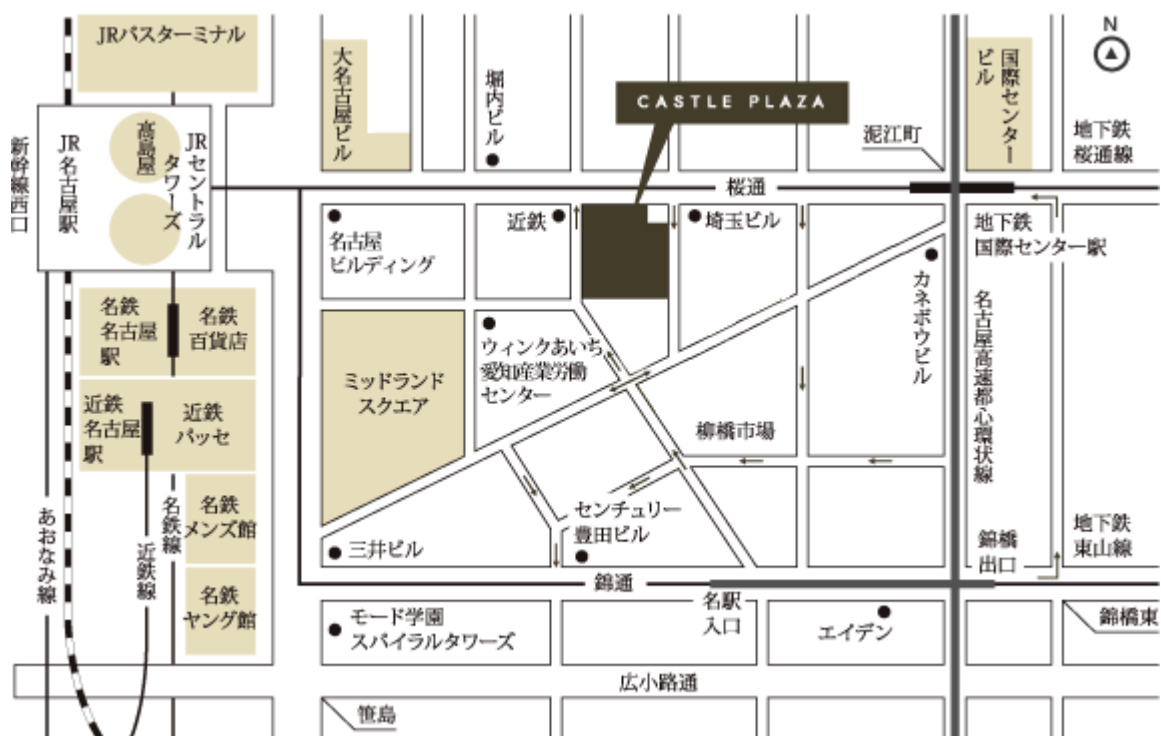 JRバスターミナル
大名古屋ビル
堀内ビル
CASTLE PLAZA
泥江町
国際センター
ビル
N
地下鉄
桜通線
新幹線西口
JR名古屋駅
高島屋
JRセントラル
タワーズ
桜通
名古屋
ビルディング
近鉄
埼玉ビル
カネボウビル
地下鉄
国際センター駅
名鉄
名古屋
駅
名鉄
百貨店
ミッドランド
スクエア
ウィンクあいち
愛知産業労働
センター
名古屋高速都心環状線
近鉄
名古屋
駅
近鉄
パッセ
柳橋市場
名鉄
メンズ館
あおなみ線
近鉄線
名鉄線
センチュリー
豊田ビル
三井ビル
錦橋
出口
地下鉄
東山線
名鉄
ヤング館
錦通
名駅
入口
モード学園
スパイラルタワーズ
エイデン
錦橋東
広小路通
笹島